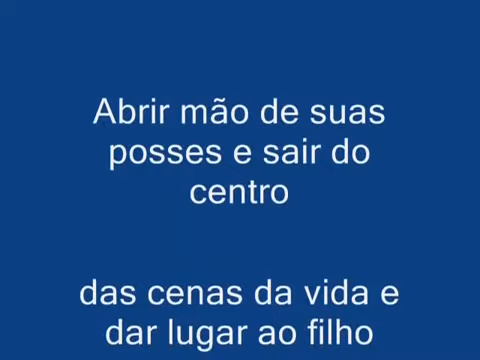 Abrir mão de suas
posses e sair do
centro
das cenas da vida e
dar lugar ao filho